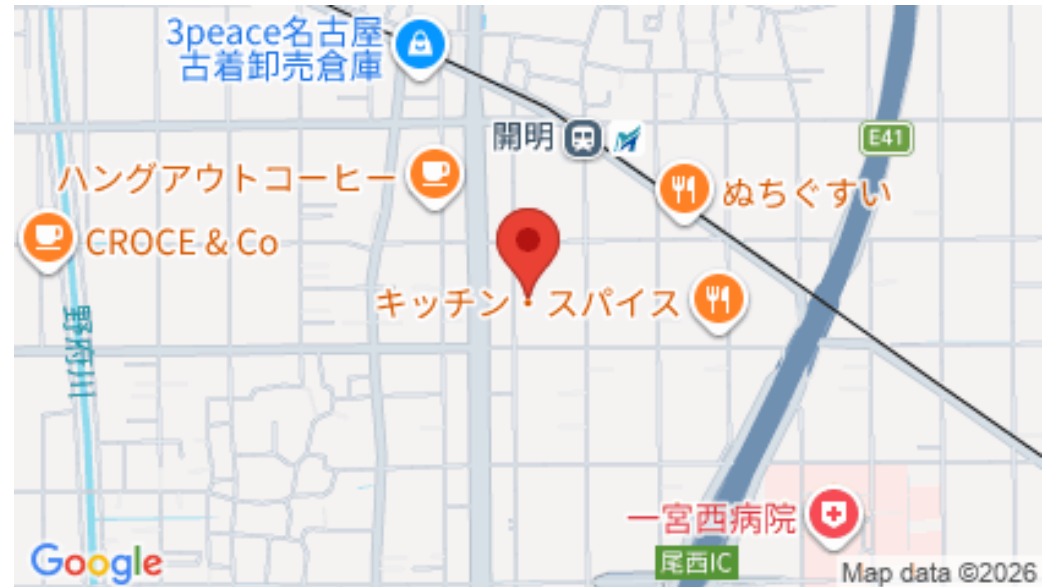 3peace名古屋
古着卸売倉庫
開明
E41
ハングアウトコーヒー
ぬちぐすい
CROCE & Co
キッチン・スパイス
野府川
一宮西病院
尾西IC
Google
Map data ©2026